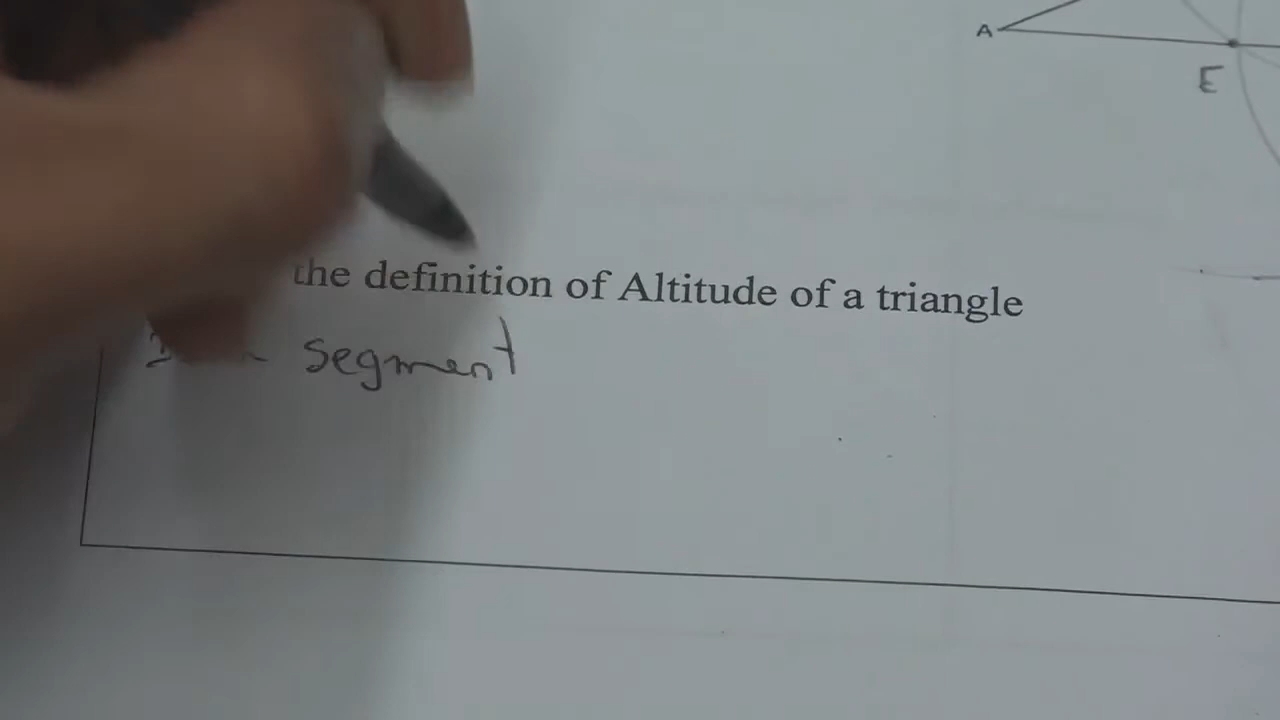 A
E
the definition of Altitude of a triangle
segment